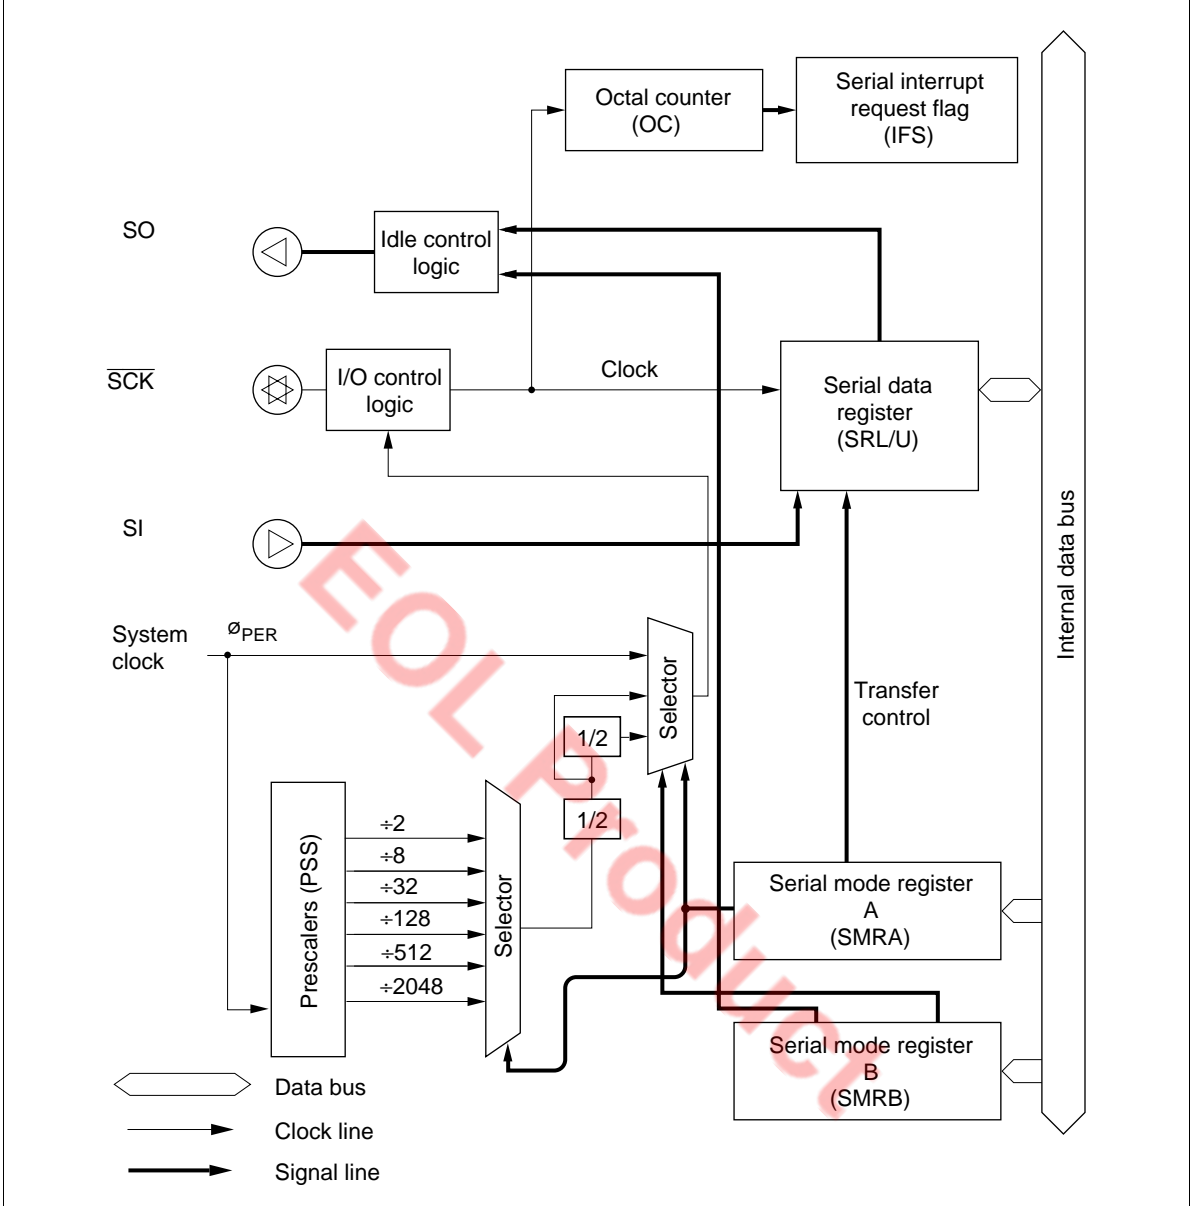 Octal counter
(OC)
Serial interrupt
request flag
(IFS)
SO
Idle control
logic
SCK
I/O control
logic
Clock
Serial data
register
(SRL/U)
SI
Internal data bus
System
clock
øPER
Selector
Transfer
control
1/2
1/2
Prescalers (PSS)
÷2
÷8
÷32
÷128
÷512
÷2048
Selector
Serial mode register
A
(SMRA)
Serial mode register
B
(SMRB)
Data bus
Clock line
Signal line
EOL Product